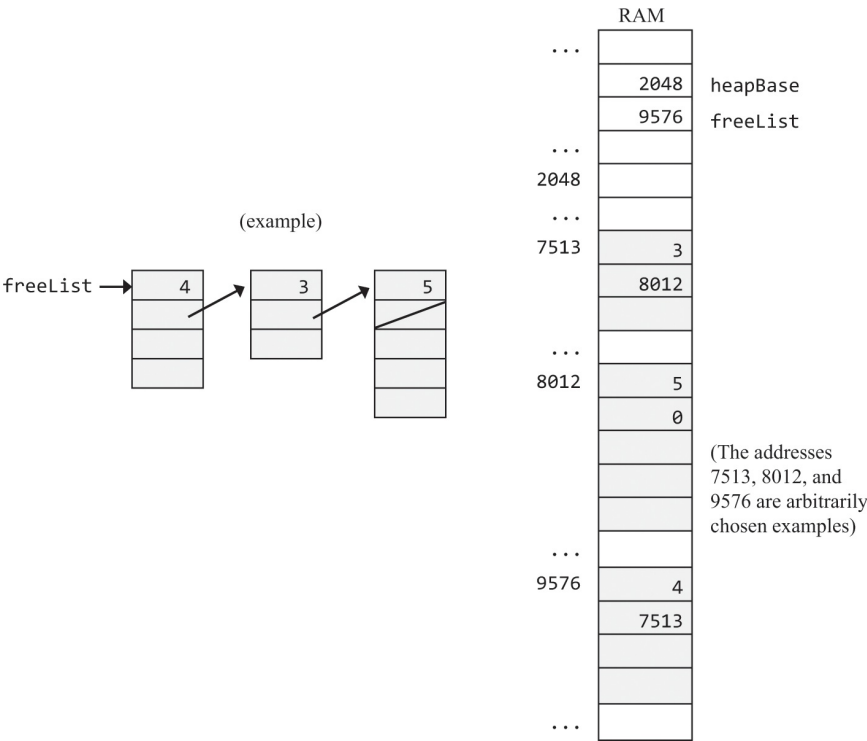 RAM
...
2048 heapBase
9576 freeList
...
2048
(example)
...
7513 3
freeList 4 3 5
8012
...
8012 5
0
(The addresses
7513, 8012, and
9576 are arbitrarily
chosen examples)
...
9576 4
7513
...